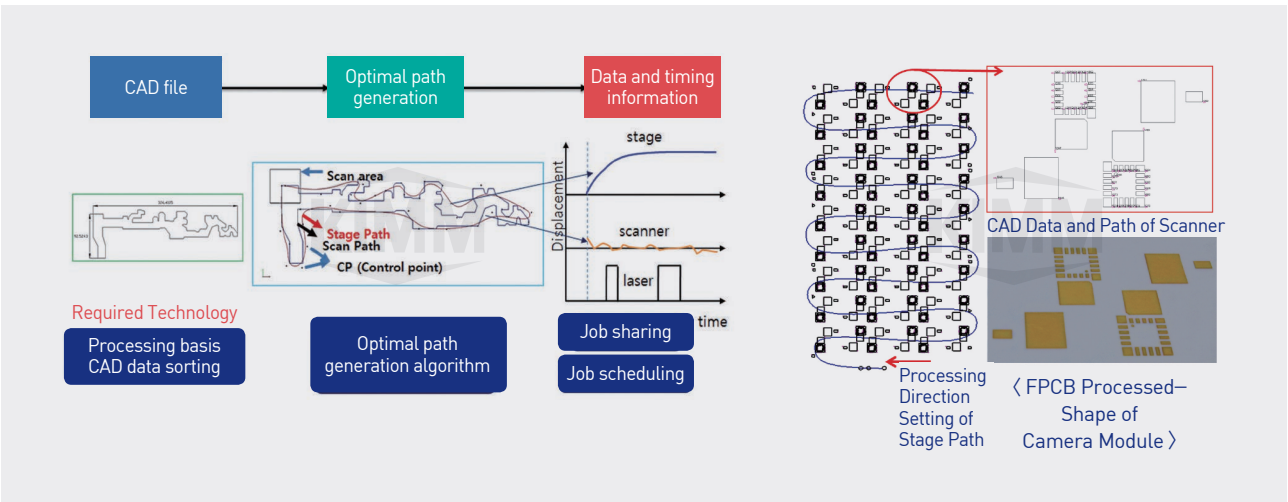 CAD file
Optimal path
generation
Data and timing
information
Scan area
Stage Path
Scan Path
CP (Control point)
stage
scanner
laser
Displacement
time
Required Technology
Processing basis
CAD data sorting
Optimal path
generation algorithm
Job sharing
Job scheduling
KIMM
KIMM
CAD Data and Path of Scanner
Processing
Direction
Setting of
Stage Path
〈 FPCB Processed–
Shape of
Camera Module 〉